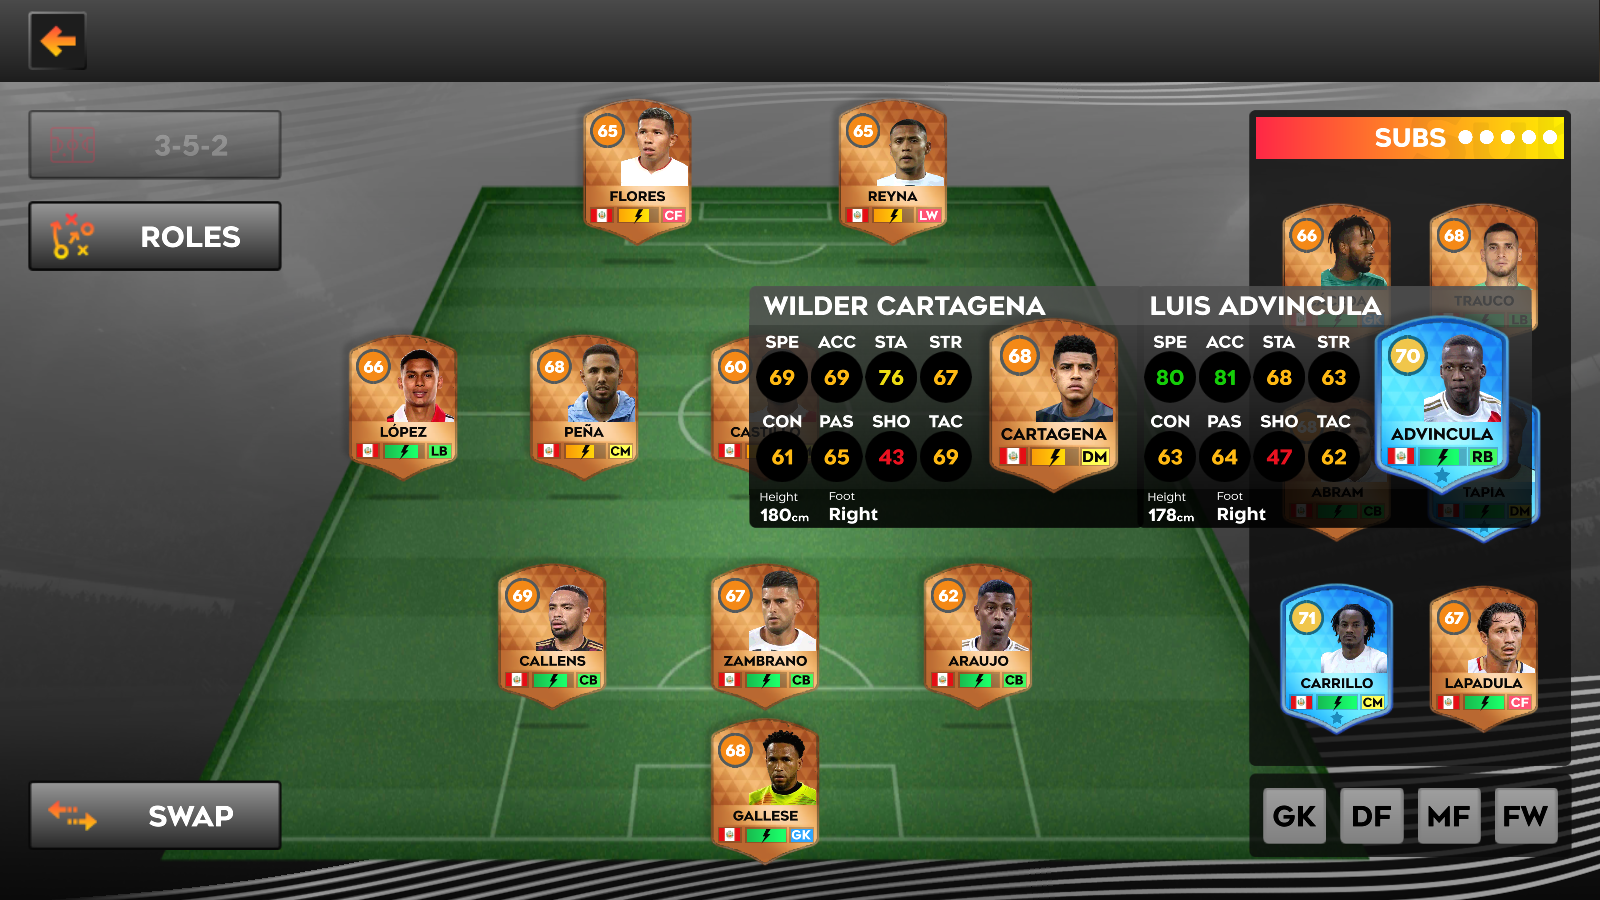 3-5-2
ROLES
SWAP
65
FLORES
CF
65
REYNA
LW
SUBS
66
GK
68
TRAUCO
LB
WILDER CARTAGENA
SPE ACC STA STR
69 69 76 67
CON PAS SHO TAC
61 65 43 69
Height Foot
180cm Right
68
CARTAGENA
DM
LUIS ADVINCULA
SPE ACC STA STR
80 81 68 63
CON PAS SHO TAC
63 64 47 62
Height Foot
178cm Right
70
ADVINCULA
RB
66
LÓPEZ
LB
68
PEÑA
CM
60
68
ABRAM
CB
TAPIA
DM
69
CALLENS
CB
67
ZAMBRANO
CB
62
ARAUJO
CB
71
CARRILLO
CM
67
LAPADULA
CF
68
GALLESE
GK
GK DF MF FW